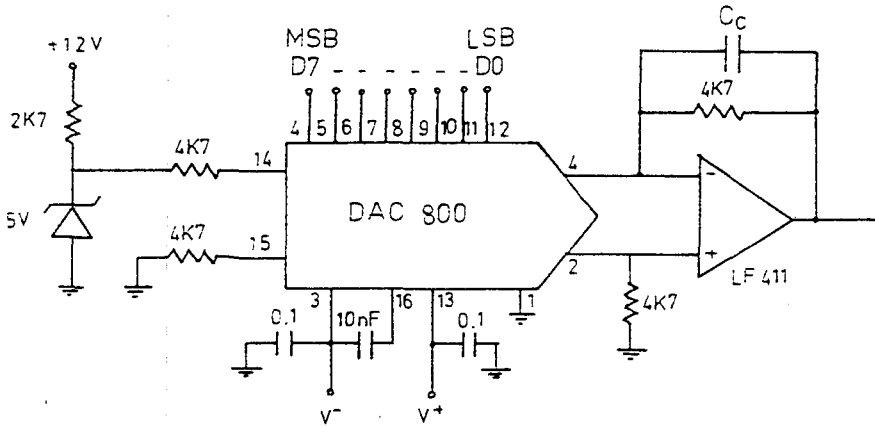 +12V
MSB
LSB
D7 - - - - - - D0
2K7
4 5 6 7 8 9 10 11 12
4K7
14
5V
4K7
15
DAC 800
3
16
13
1
0.1
10nF
0.1
V-
V+
4
2
Cc
4K7
-
+
LF 411
4K7